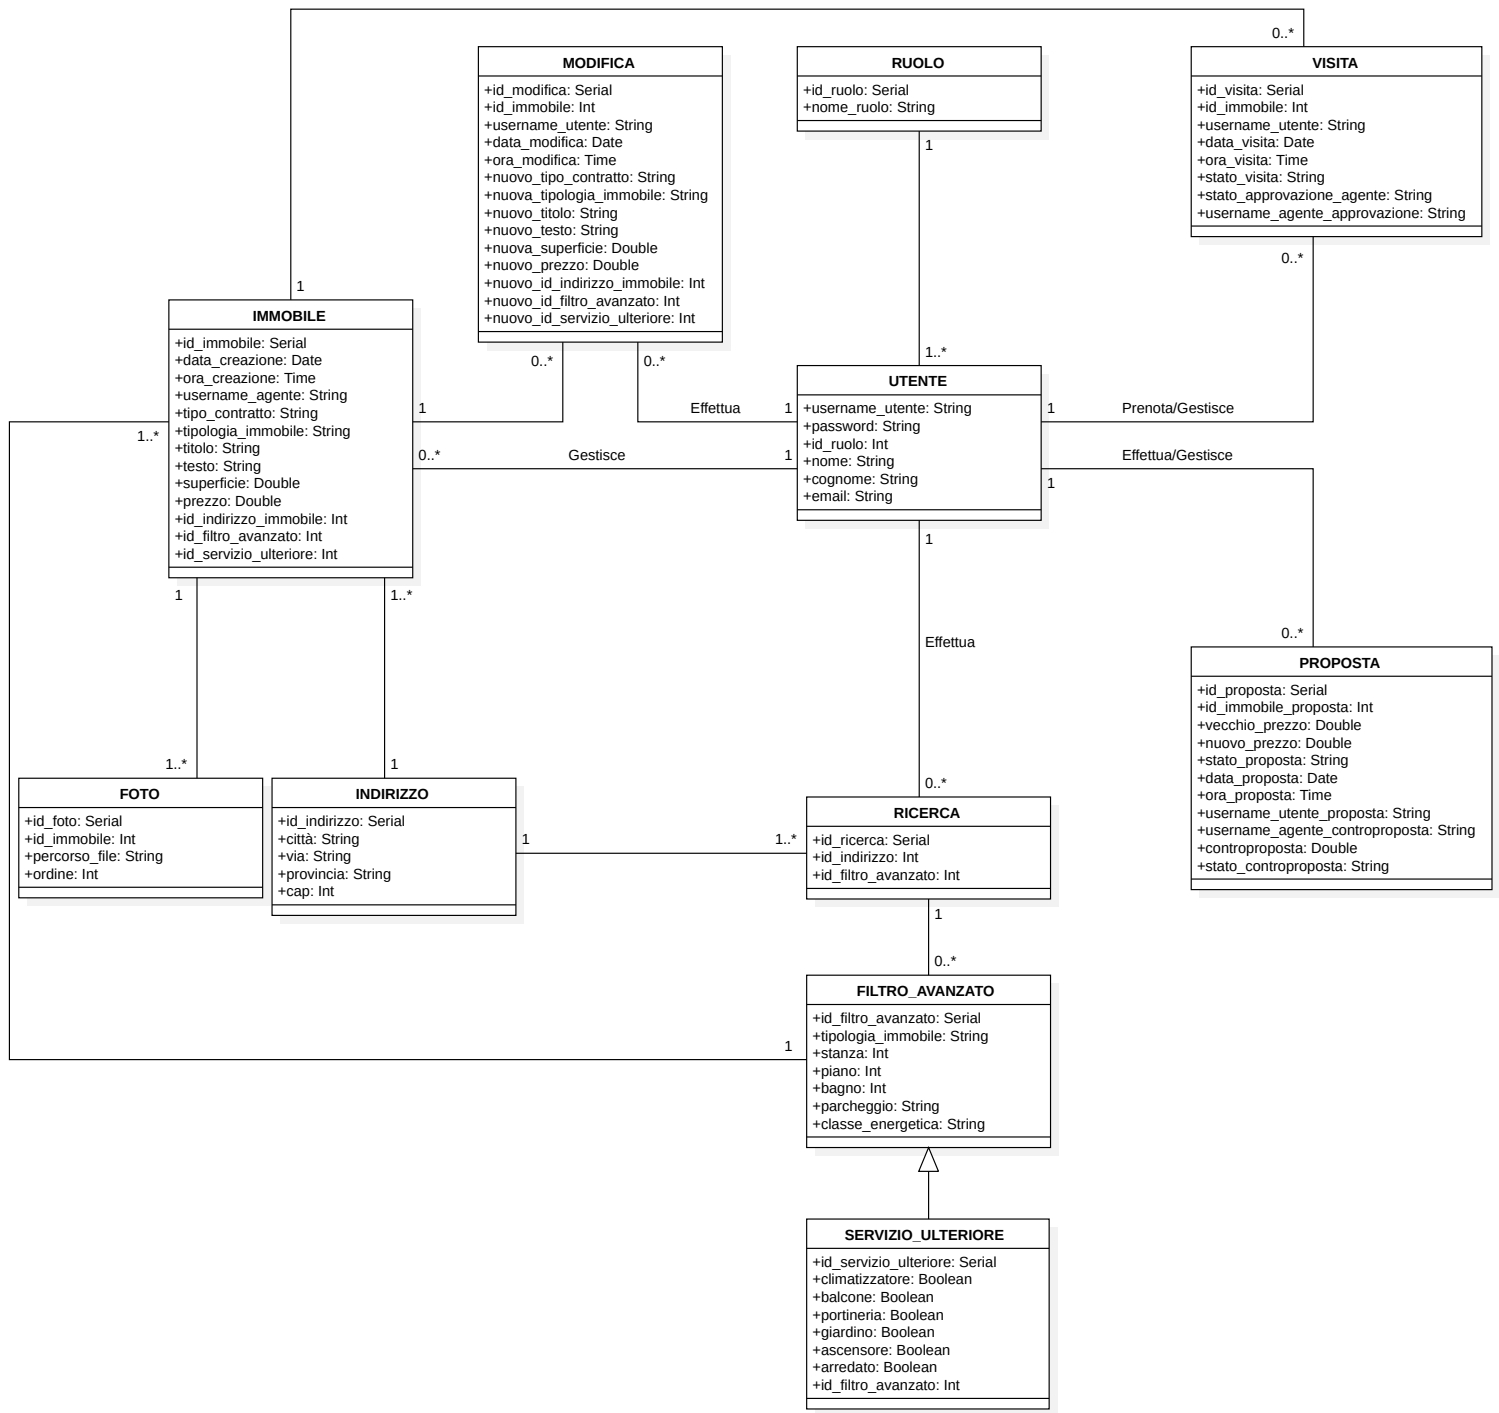 0..*
MODIFICA
+id_modifica: Serial
+id_immobile: Int
+username_utente: String
+data_modifica: Date
+ora_modifica: Time
+nuovo_tipo_contratto: String
+nuova_tipologia_immobile: String
+nuovo_titolo: String
+nuovo_testo: String
+nuova_superficie: Double
+nuovo_prezzo: Double
+nuovo_id_indirizzo_immobile: Int
+nuovo_id_filtro_avanzato: Int
+nuovo_id_servizio_ulteriore: Int
RUOLO
+id_ruolo: Serial
+nome_ruolo: String
1
VISITA
+id_visita: Serial
+id_immobile: Int
+username_utente: String
+data_visita: Date
+ora_visita: Time
+stato_visita: String
+stato_approvazione_agente: String
+username_agente_approvazione: String
0..*
1
IMMOBILE
+id_immobile: Serial
+data_creazione: Date
+ora_creazione: Time
+username_agente: String
+tipo_contratto: String
+tipologia_immobile: String
+titolo: String
+testo: String
+superficie: Double
+prezzo: Double
+id_indirizzo_immobile: Int
+id_filtro_avanzato: Int
+id_servizio_ulteriore: Int
0..*
0..*
1..*
1
Effettua
1
1..*
0..*
Gestisce
1
UTENTE
+username_utente: String
+password: String
+id_ruolo: Int
+nome: String
+cognome: String
+email: String
1
Prenota/Gestisce
Effettua/Gestisce
1
1
1
1..*
Effettua
0..*
PROPOSTA
+id_proposta: Serial
+id_immobile_proposta: Int
+vecchio_prezzo: Double
+nuovo_prezzo: Double
+stato_proposta: String
+data_proposta: Date
+ora_proposta: Time
+username_utente_proposta: String
+username_agente_controproposta: String
+controproposta: Double
+stato_controproposta: String
1..*
1
0..*
FOTO
+id_foto: Serial
+id_immobile: Int
+percorso_file: String
+ordine: Int
INDIRIZZO
+id_indirizzo: Serial
+città: String
+via: String
+provincia: String
+cap: Int
1
1..*
RICERCA
+id_ricerca: Serial
+id_indirizzo: Int
+id_filtro_avanzato: Int
1
0..*
FILTRO_AVANZATO
+id_filtro_avanzato: Serial
+tipologia_immobile: String
+stanza: Int
+piano: Int
+bagno: Int
+parcheggio: String
+classe_energetica: String
1
SERVIZIO_ULTERIORE
+id_servizio_ulteriore: Serial
+climatizzatore: Boolean
+balcone: Boolean
+portineria: Boolean
+giardino: Boolean
+ascensore: Boolean
+arredato: Boolean
+id_filtro_avanzato: Int